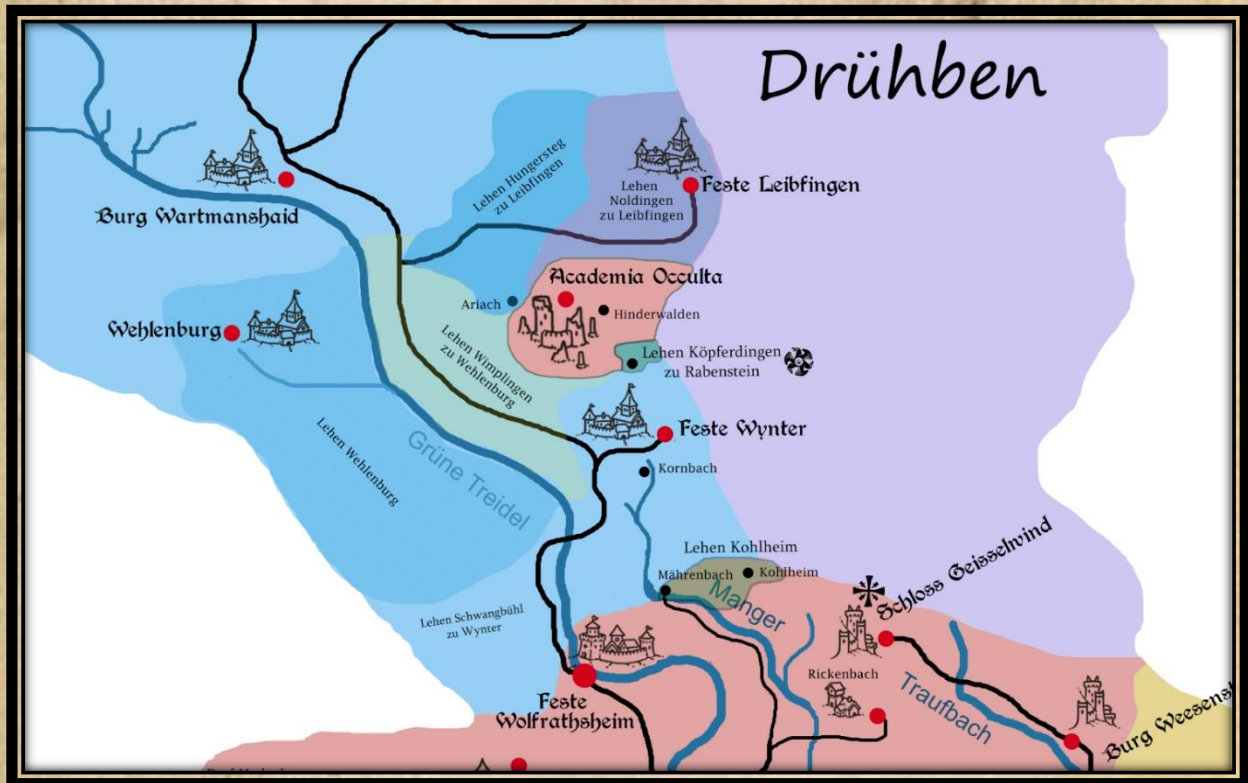 Drühben
Lehen Hungersteg
zu Leibfingen
Lehen
Noldingen
zu Leibfingen
Feste Leibfingen
Burg Wartmanshaid
Academia Occulta
Ariach
Hinderwalden
Wehlenburg
Lehen Wimplingen
zu Wehlenburg
Lehen Köpferdingen
zu Rabenstein
Feste Wynter
Lehen Wehlenburg
Grüne Treidel
Kornbach
Lehen Kohlheim
Mährenbach
Kohlheim
Manger
Schloss Geisselwind
Lehen Schwangbühl
zu Wynter
Rickenbach
Traufbach
Feste
Wolfrathsheim
Burg Weesenst